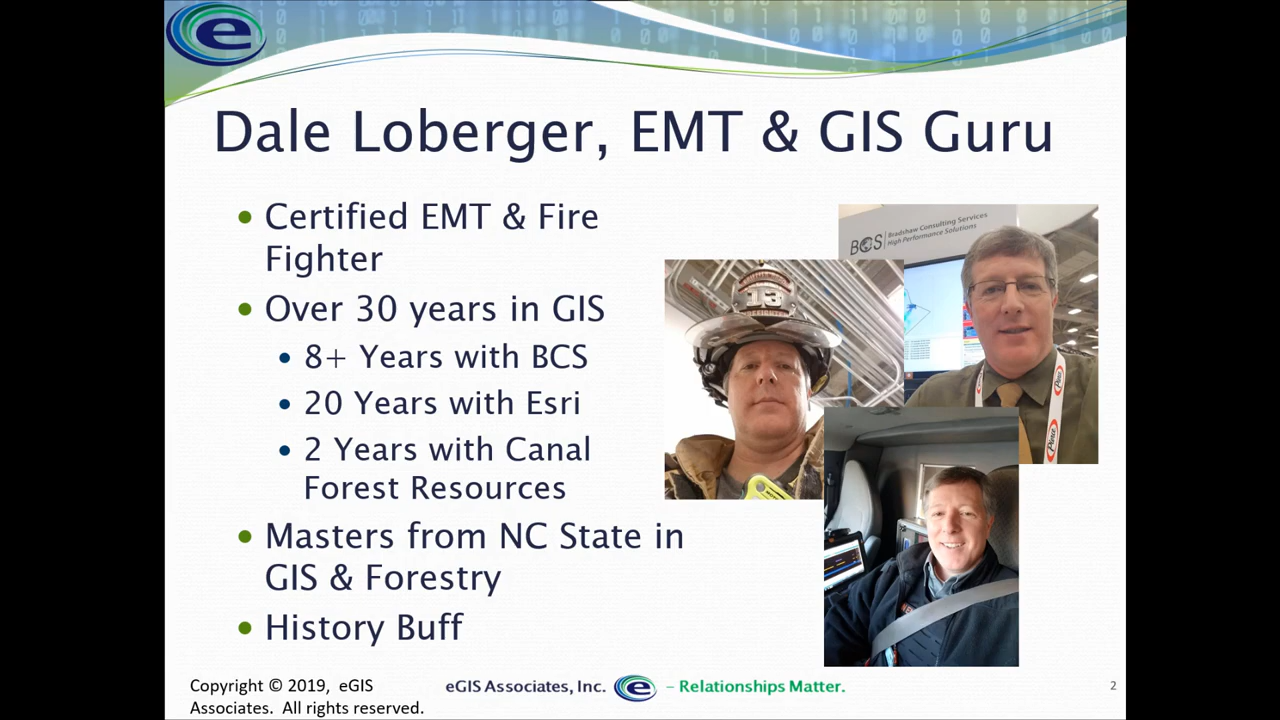 Dale Loberger, EMT & GIS Guru
• Certified EMT & Fire
Fighter
• Over 30 years in GIS
• 8+ Years with BCS
• 20 Years with Esri
• 2 Years with Canal
Forest Resources
• Masters from NC State in
GIS & Forestry
• History Buff
BCS Bradshaw Consulting Services
High Performance Solutions
13
Pierce
Pierce
Copyright © 2019, eGIS
Associates. All rights reserved.
eGIS Associates, Inc. e – Relationships Matter.
2